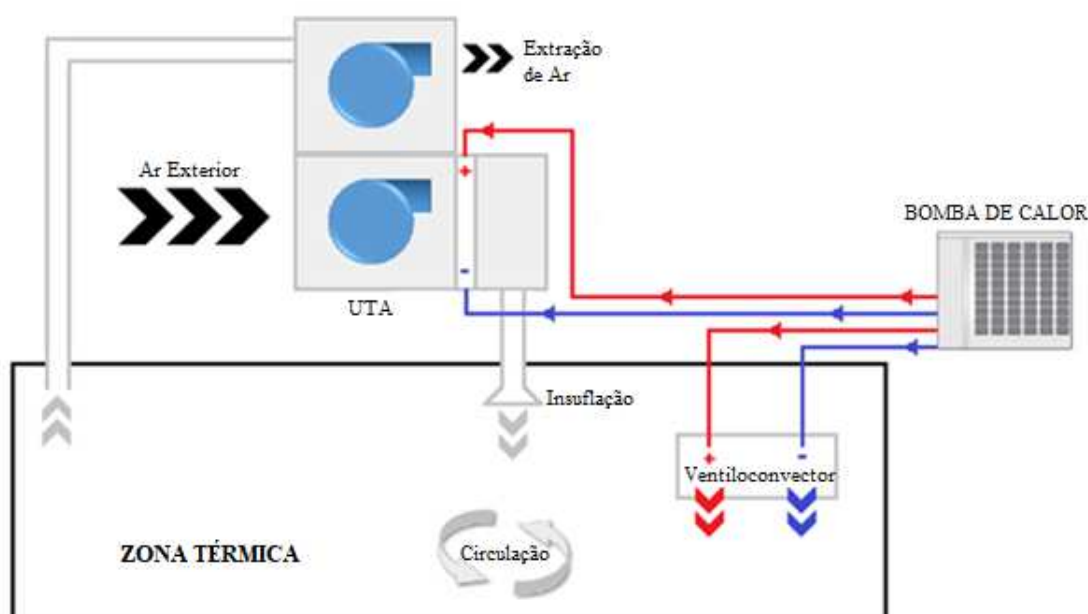 Extração
de Ar
Ar Exterior
+
BOMBA DE CALOR
-
UTA
Insuflação
+ -
Ventiloconvector
ZONA TÉRMICA
Circulação